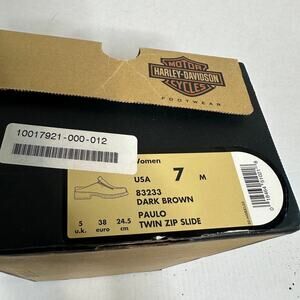 MOTOR
HARLEY-DAVIDSON
CYCLES
FOOTWEAR
10017921-000-012
Women
USA 7 M
83233
DARK BROWN
5 38 24.5
u.k. euro cm
PAULO
TWIN ZIP SLIDE